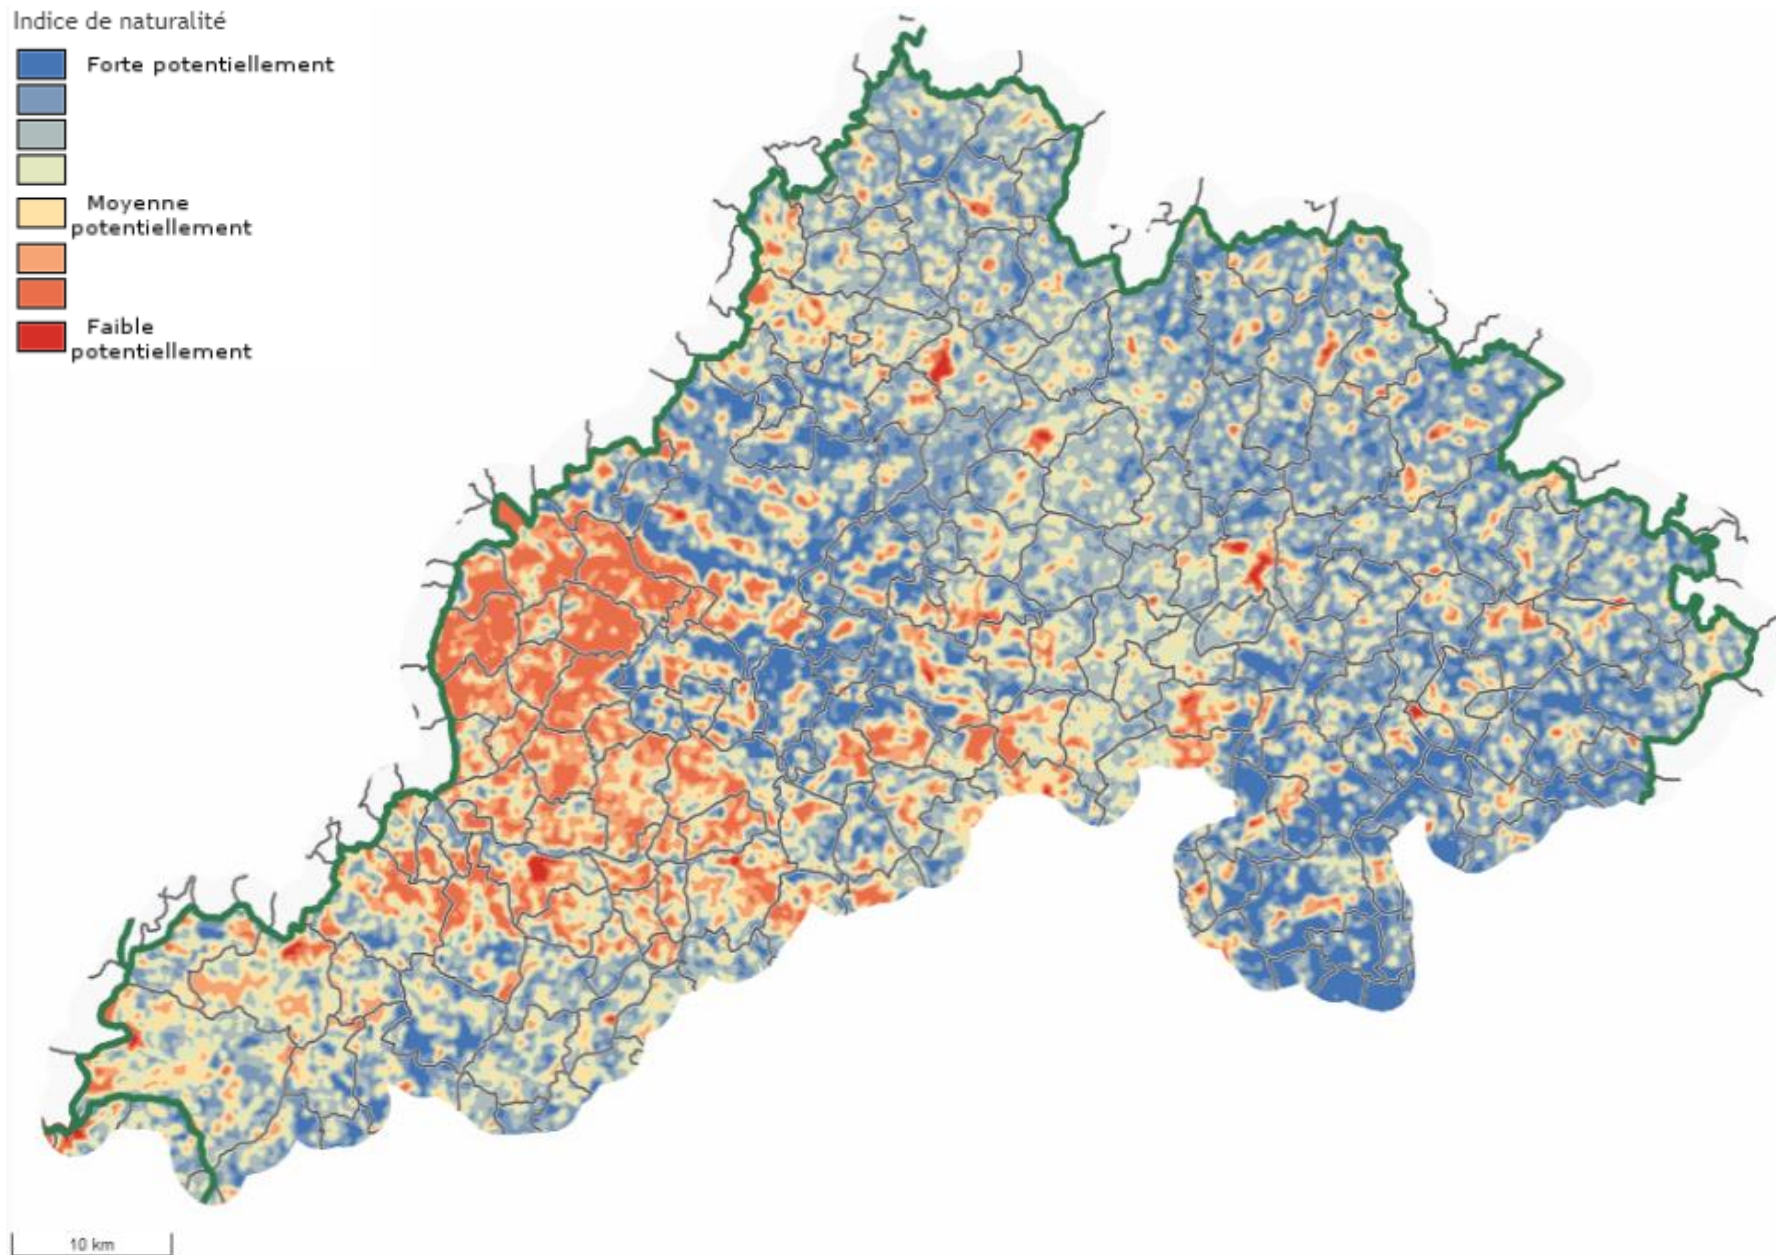 Indice de naturalité
Forte potentiellement
Moyenne
potentiellement
Faible
potentiellement
10 km